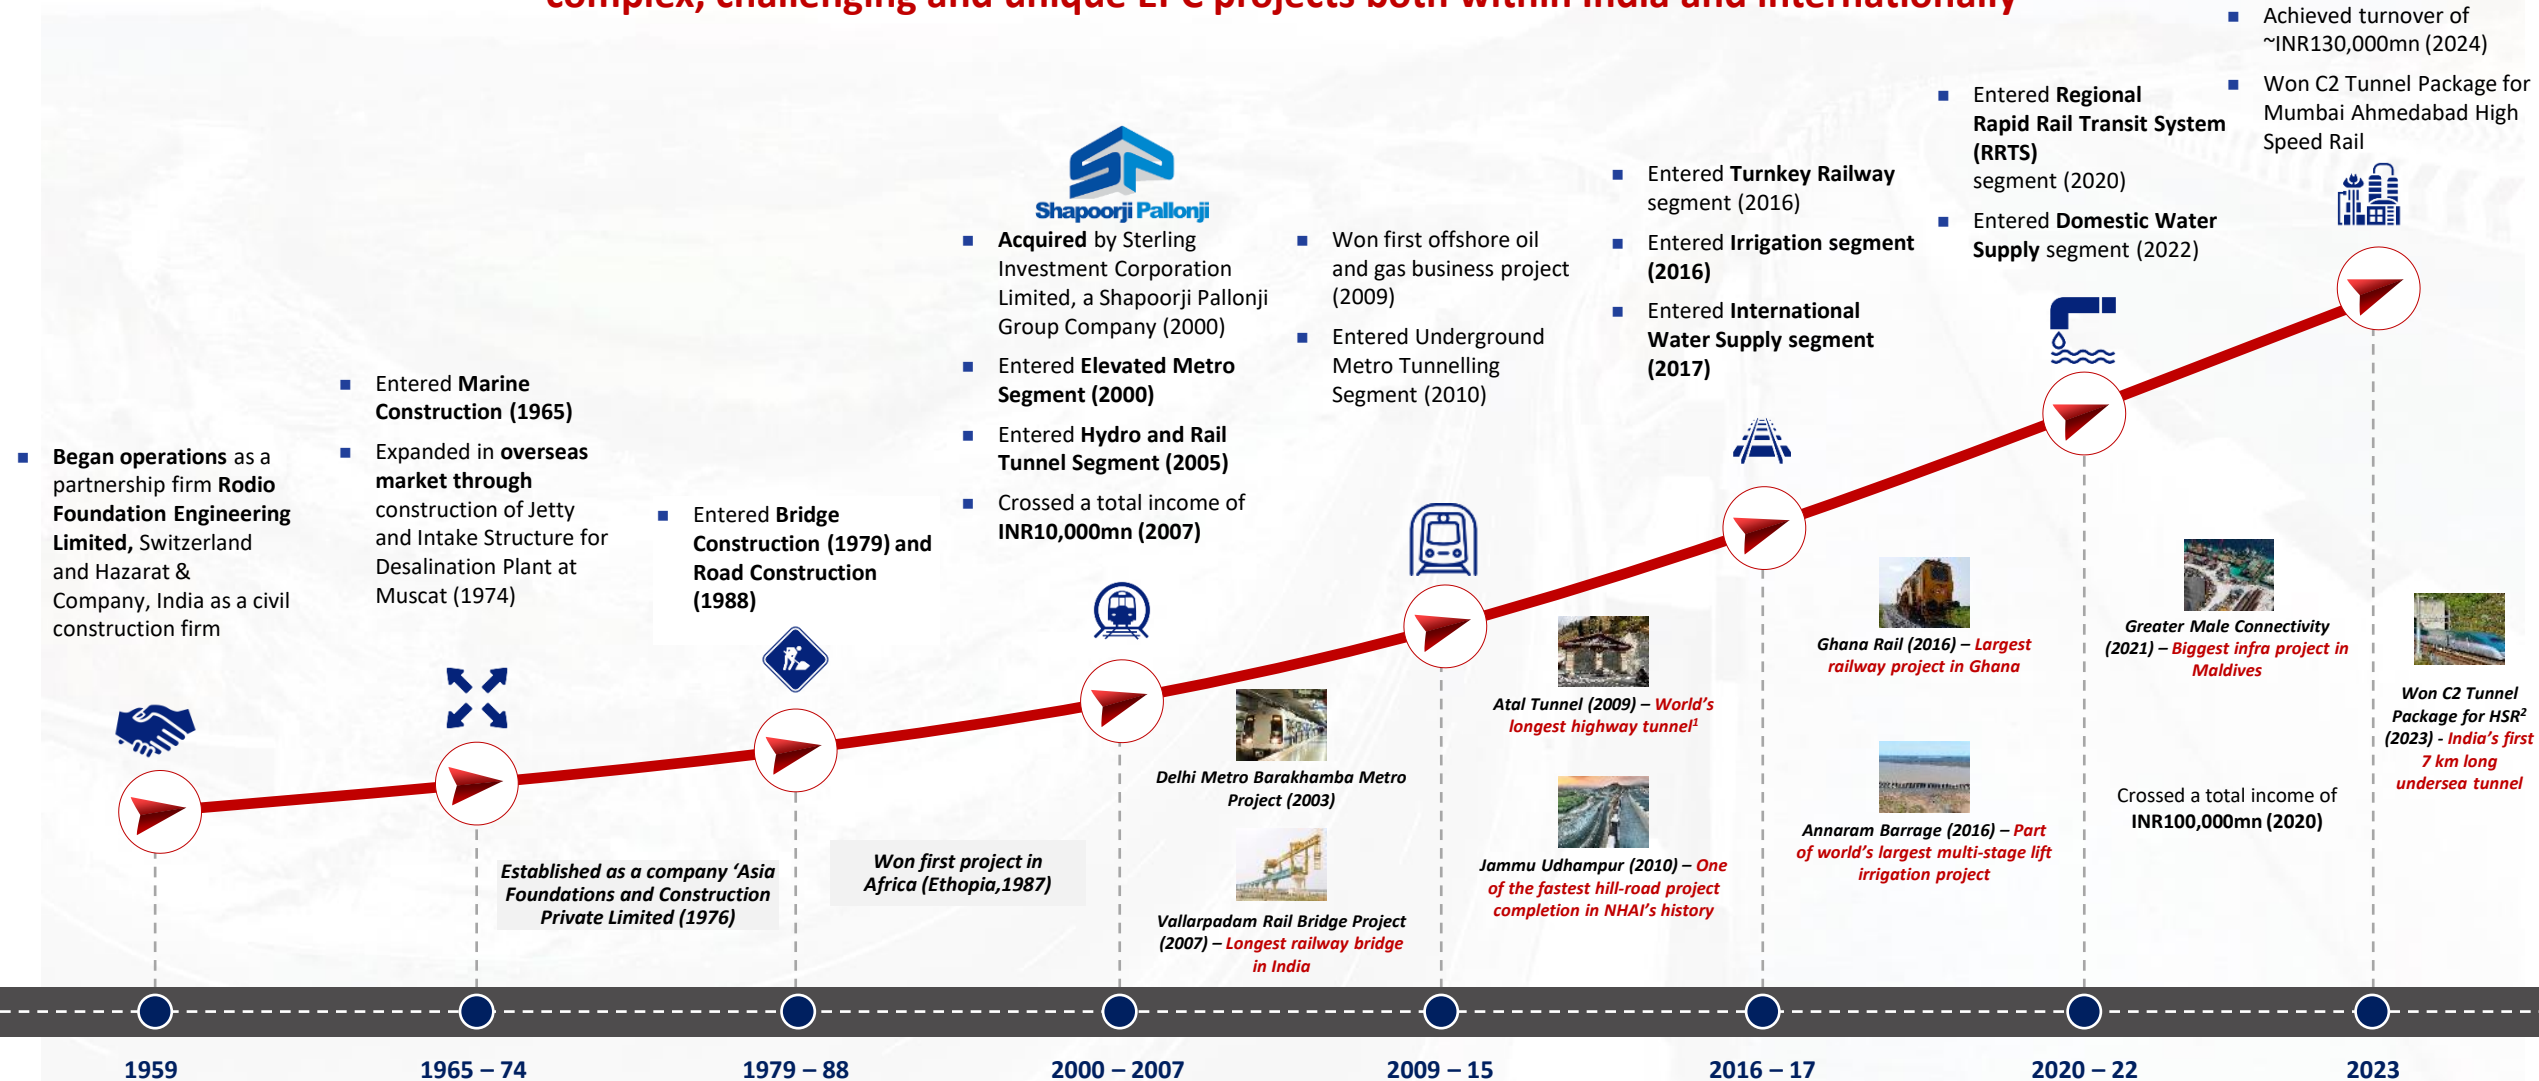 complex, challenging and unique EPC projects both within India and internationally
Began operations as a
partnership firm Rodio
Foundation Engineering
Limited, Switzerland
and Hazarat &
Company, India as a civil
construction firm
Entered Marine
Construction (1965)
Expanded in overseas
market through
construction of Jetty
and Intake Structure for
Desalination Plant at
Muscat (1974)
Established as a company ‘Asia
Foundations and Construction
Private Limited (1976)
Entered Bridge
Construction (1979) and
Road Construction
(1988)
Won first project in
Africa (Ethopia,1987)
SP
Shapoorji Pallonji
Acquired by Sterling
Investment Corporation
Limited, a Shapoorji Pallonji
Group Company (2000)
Entered Elevated Metro
Segment (2000)
Entered Hydro and Rail
Tunnel Segment (2005)
Crossed a total income of
INR10,000mn (2007)
Delhi Metro Barakhamba Metro
Project (2003)
Vallarpadam Rail Bridge Project
(2007) – Longest railway bridge
in India
Won first offshore oil
and gas business project
(2009)
Entered Underground
Metro Tunnelling
Segment (2010)
Atal Tunnel (2009) – World’s
longest highway tunnel1
Jammu Udhampur (2010) – One
of the fastest hill-road project
completion in NHAI’s history
Entered Turnkey Railway
segment (2016)
Entered Irrigation segment
(2016)
Entered International
Water Supply segment
(2017)
Ghana Rail (2016) – Largest
railway project in Ghana
Annaram Barrage (2016) – Part
of world’s largest multi-stage lift
irrigation project
Entered Regional
Rapid Rail Transit System
(RRTS)
segment (2020)
Entered Domestic Water
Supply segment (2022)
Greater Male Connectivity
(2021) – Biggest infra project in
Maldives
Crossed a total income of
INR100,000mn (2020)
Achieved turnover of
~INR130,000mn (2024)
Won C2 Tunnel Package for
Mumbai Ahmedabad High
Speed Rail
Won C2 Tunnel
Package for HSR2
(2023) - India’s first
7 km long
undersea tunnel
1959
1965 – 74
1979 – 88
2000 – 2007
2009 – 15
2016 – 17
2020 – 22
2023